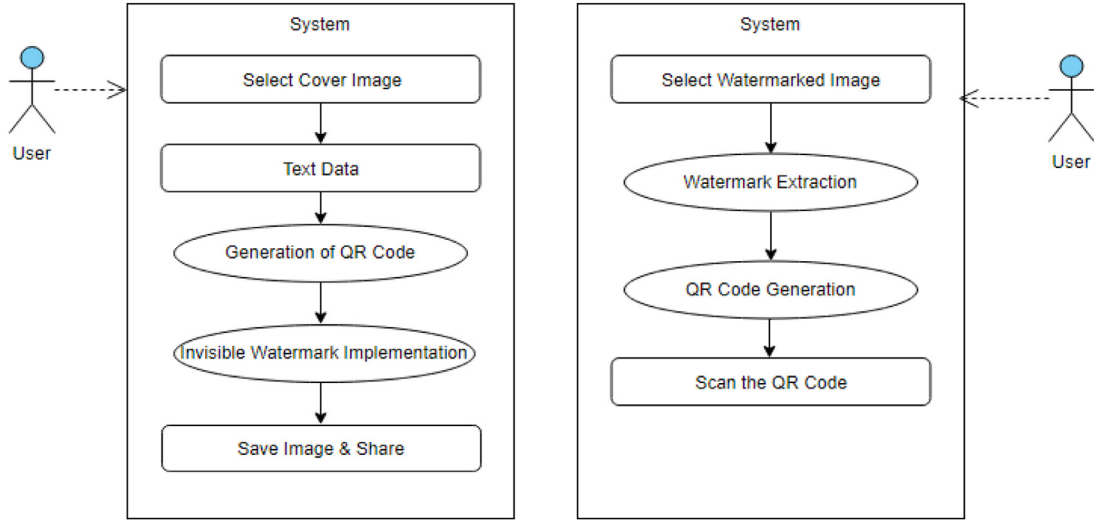 System
Select Cover Image
Text Data
Generation of QR Code
Invisible Watermark Implementation
Save Image & Share
User
System
Select Watermarked Image
Watermark Extraction
QR Code Generation
Scan the QR Code
User